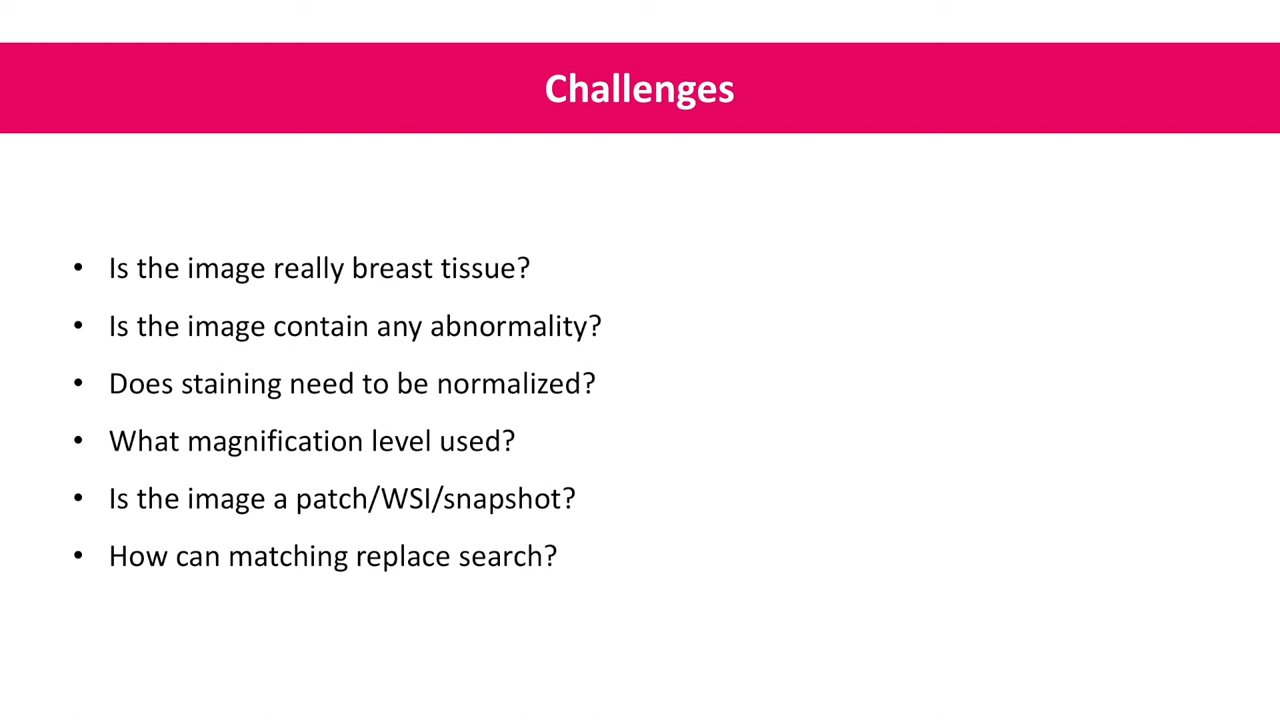 Challenges
• Is the image really breast tissue?
• Is the image contain any abnormality?
• Does staining need to be normalized?
• What magnification level used?
• Is the image a patch/WSI/snapshot?
• How can matching replace search?